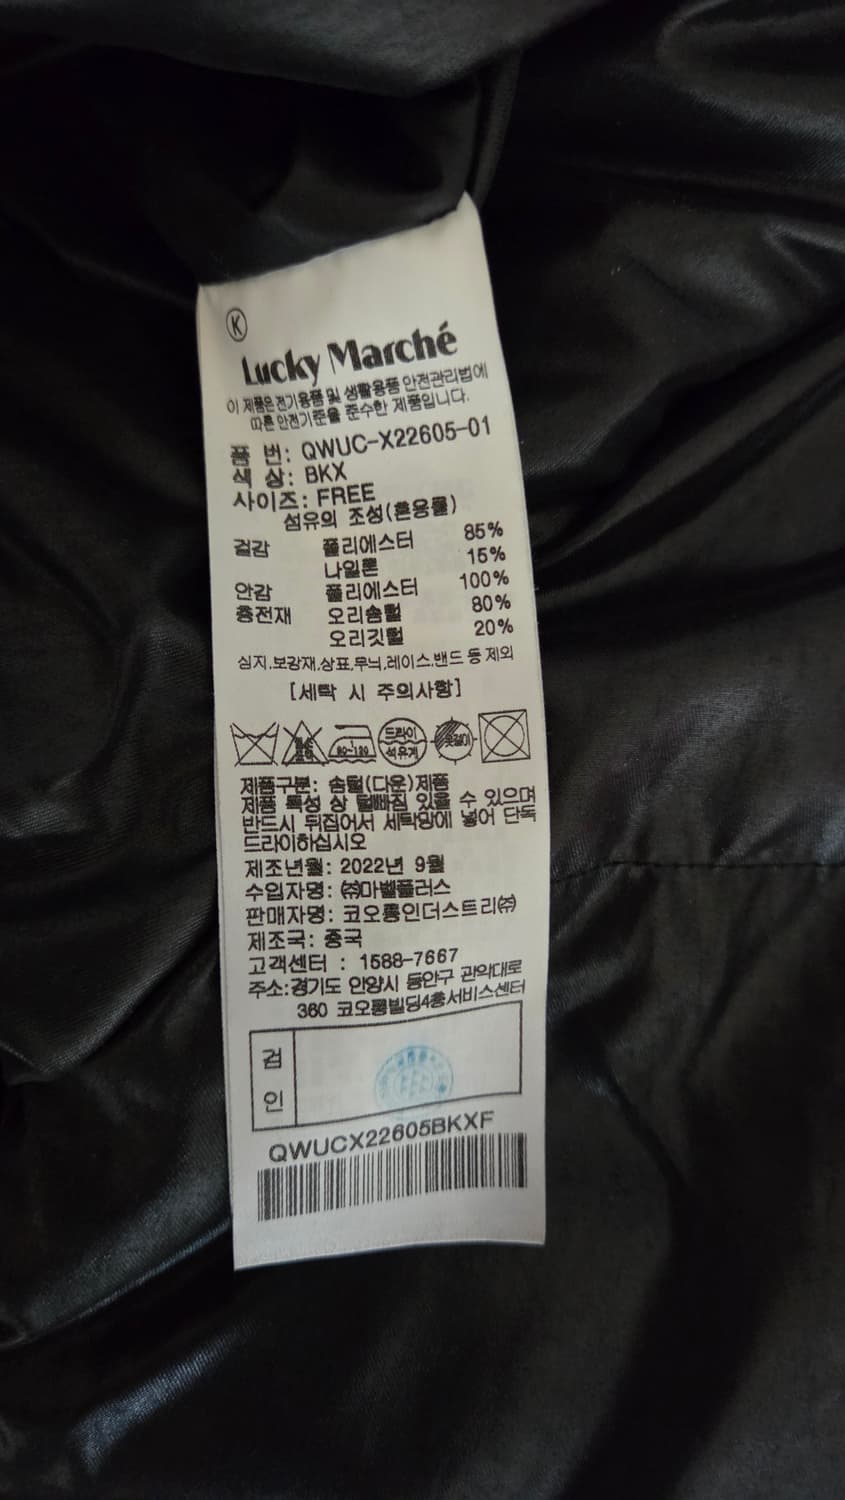 K
Lucky Marché
이 제품은 전기용품 및 생활용품 안전관리법에
따른 안전기준을 준수한 제품입니다.
품 번: QWUC-X22605-01
색 상: BKX
사이즈: FREE
섬유의 조성(혼용률)
겉감 폴리에스터 85%
나일론 15%
안감 폴리에스터 100%
충전재 오리솜털 80%
오리깃털 20%
심지,보강재,상표,무늬,레이스,밴드 등 제외
[세탁 시 주의사항]
80~120 드라이 석유계 옷걸이
제품구분: 솜털(다운)제품
제품 특성 상 털빠짐 있을 수 있으며
반드시 뒤집어서 세탁망에 넣어 단독
드라이하십시오
제조년월: 2022년 9월
수입자명: ㈜마벨플러스
판매자명: 코오롱인더스트리㈜
제조국: 중국
고객센터 : 1588-7667
주소:경기도 안양시 동안구 관악대로
360 코오롱빌딩4층서비스센터
검
인
QWUCX22605BKXF